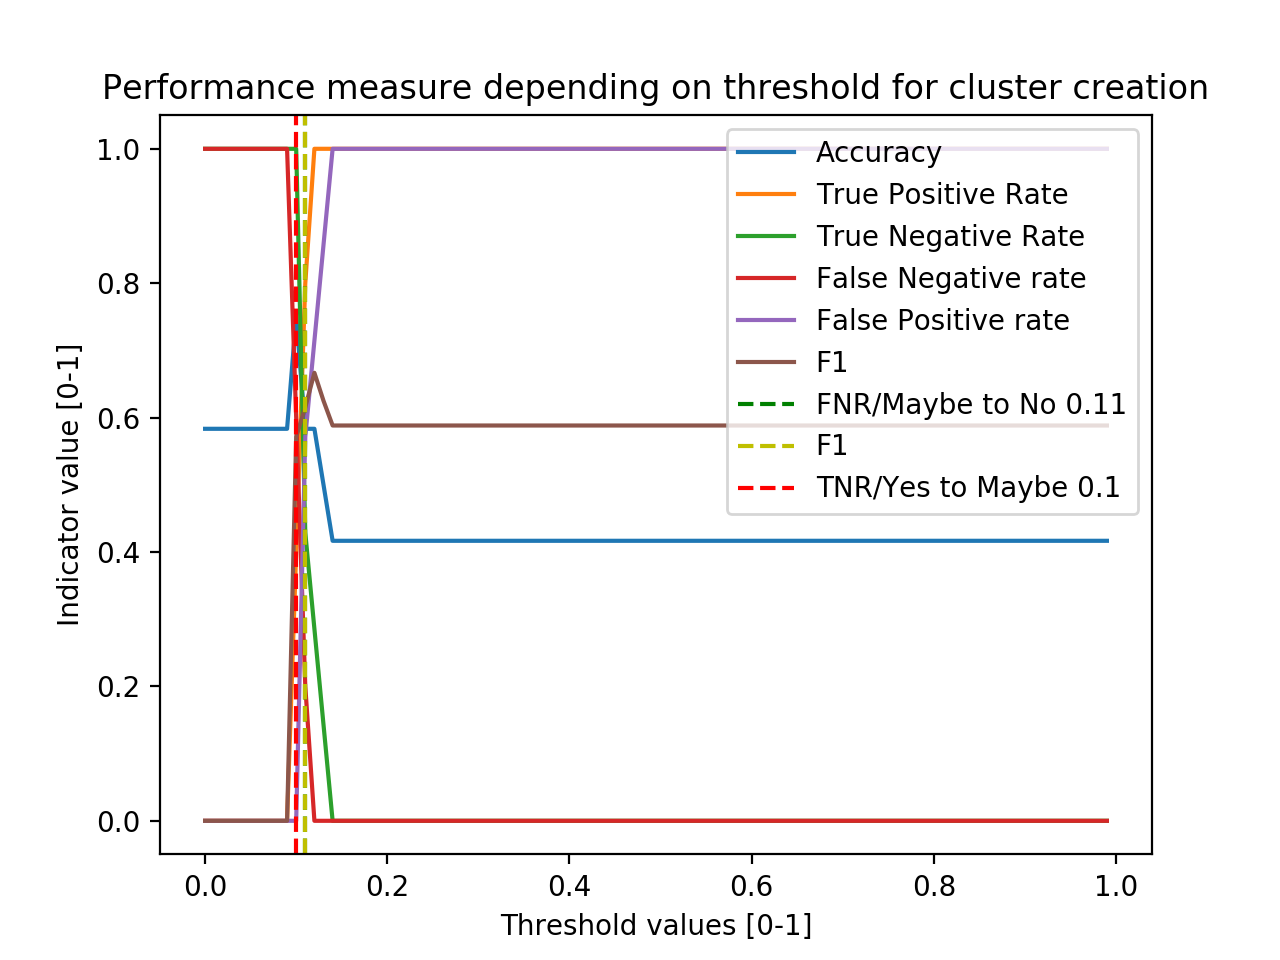 Performance measure depending on threshold for cluster creation
1.0
0.8
0.6
0.4
0.2
0.0
Indicator value [0-1]
Accuracy
True Positive Rate
True Negative Rate
False Negative rate
False Positive rate
F1
FNR/Maybe to No 0.11
F1
TNR/Yes to Maybe 0.1
0.0 0.2 0.4 0.6 0.8 1.0
Threshold values [0-1]